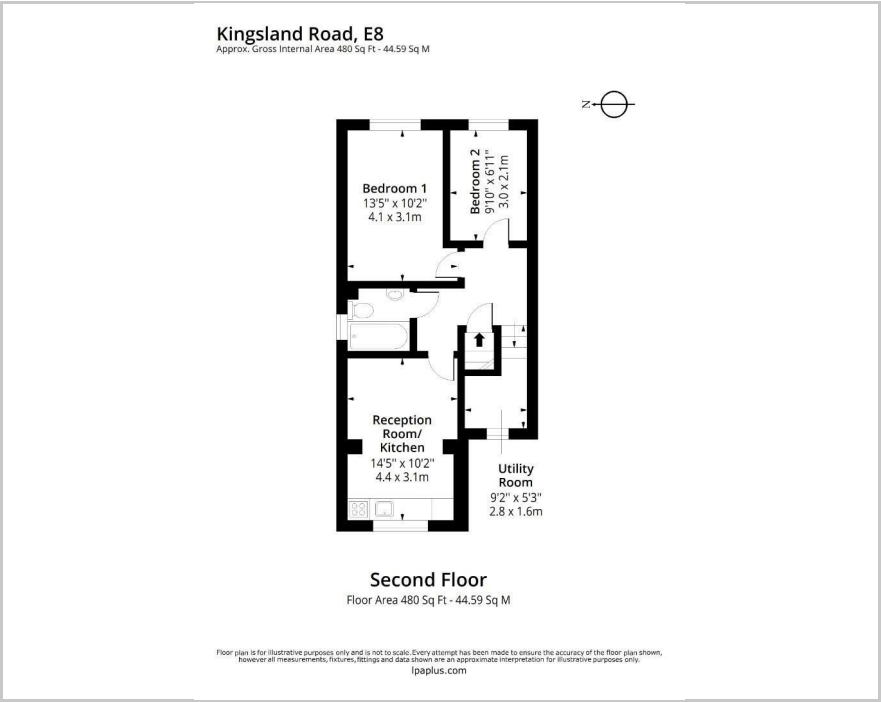 Kingsland Road, E8
Approx. Gross Internal Area 480 Sq Ft - 44.59 Sq M
N
Bedroom 1
13'5" x 10'2"
4.1 x 3.1m
Bedroom 2
9'10" x 6'11"
3.0 x 2.1m
Reception
Room/
Kitchen
14'5" x 10'2"
4.4 x 3.1m
Utility
Room
9'2" x 5'3"
2.8 x 1.6m
Second Floor
Floor Area 480 Sq Ft - 44.59 Sq M
Floor plan is for illustrative purposes only and is not to scale. Every attempt has been made to ensure the accuracy of the floor plan shown,
however all measurements, fixtures, fittings and data shown are an approximate interpretation for illustrative purposes only.
lpaplus.com